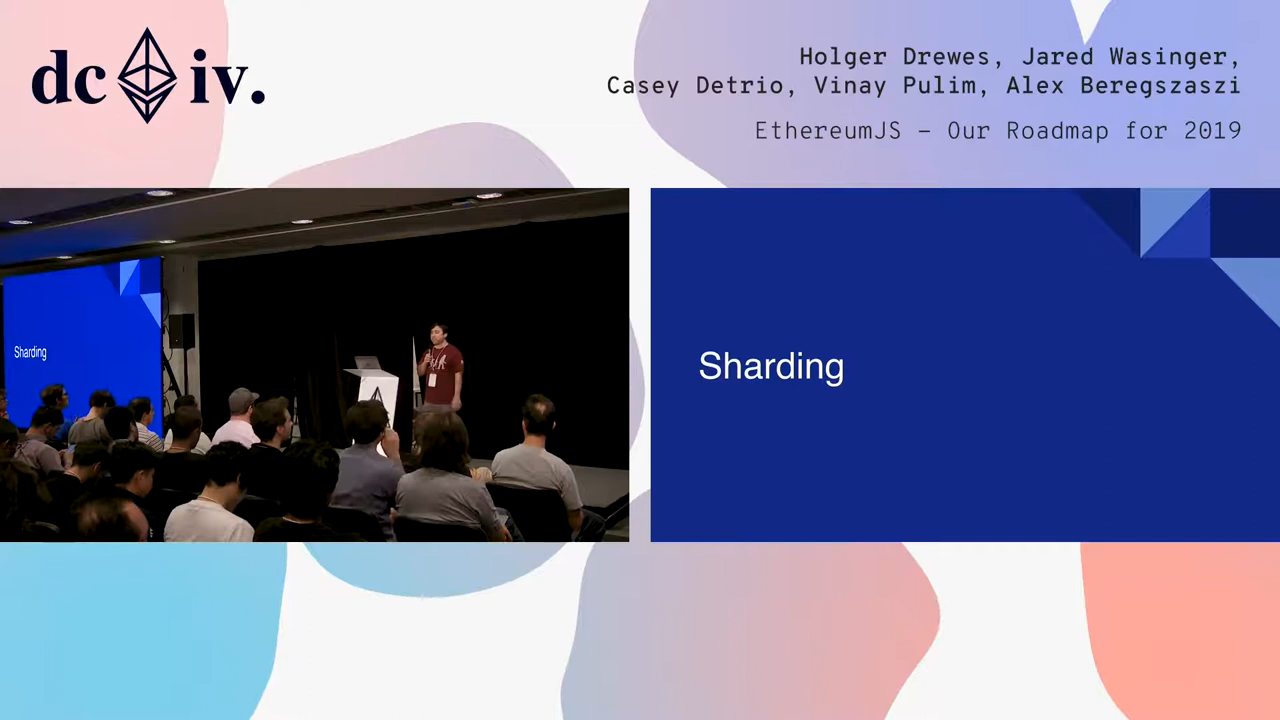 dc iv.
Holger Drewes, Jared Wasinger,
Casey Detrio, Vinay Pulim, Alex Beregszaszi
EthereumJS – Our Roadmap for 2019
Sharding
Sharding